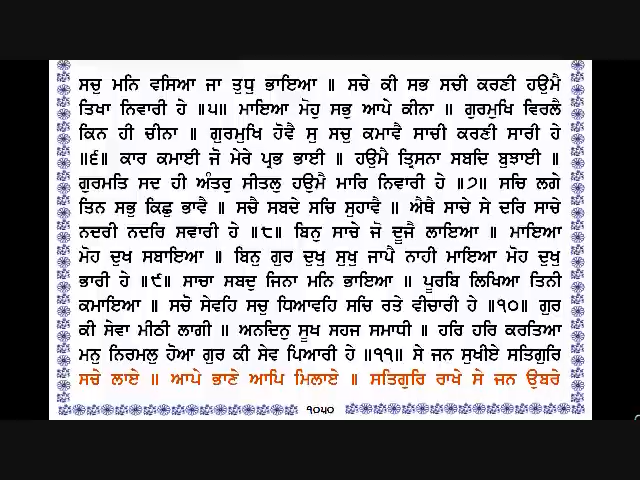 ਸਚੁ ਮਨਿ ਵਸਿਆ ਜਾ ਤੁਧੁ ਭਾਇਆ ॥ ਸਚੇ ਕੀ ਸਭ ਸਚੀ ਕਰਣੀ ਹਉਮੈ
ਤਿਖਾ ਨਿਵਾਰੀ ਹੇ ॥੫॥ ਮਾਇਆ ਮੋਹੁ ਸਭੁ ਆਪੇ ਕੀਨਾ ॥ ਗੁਰਮੁਖਿ ਵਿਰਲੈ
ਕਿਨ ਹੀ ਚੀਨਾ ॥ ਗੁਰਮੁਖਿ ਹੋਵੈ ਸੁ ਸਚੁ ਕਮਾਵੈ ਸਾਚੀ ਕਰਣੀ ਸਾਰੀ ਹੇ
॥੬॥ ਕਾਰ ਕਮਾਈ ਜੋ ਮੇਰੇ ਪ੍ਰਭ ਭਾਈ ॥ ਹਉਮੈ ਤ੍ਰਿਸਨਾ ਸਬਦਿ ਬੁਝਾਈ ॥
ਗੁਰਮਤਿ ਸਦ ਹੀ ਅੰਤਰੁ ਸੀਤਲੁ ਹਉਮੈ ਮਾਰਿ ਨਿਵਾਰੀ ਹੇ ॥੭॥ ਸਚਿ ਲਗੇ
ਤਿਨ ਸਭੁ ਕਿਛੁ ਭਾਵੈ ॥ ਸਚੈ ਸਬਦੇ ਸਚਿ ਸੁਹਾਵੈ ॥ ਐਥੈ ਸਾਚੇ ਸੇ ਦਰਿ ਸਾਚੇ
ਨਦਰੀ ਨਦਰਿ ਸਵਾਰੀ ਹੇ ॥੮॥ ਬਿਨੁ ਸਾਚੇ ਜੋ ਦੂਜੈ ਲਾਇਆ ॥ ਮਾਇਆ
ਮੋਹ ਦੁਖ ਸਬਾਇਆ ॥ ਬਿਨੁ ਗੁਰ ਦੁਖੁ ਸੁਖੁ ਜਾਪੈ ਨਾਹੀ ਮਾਇਆ ਮੋਹ ਦੁਖੁ
ਭਾਰੀ ਹੇ ॥੯॥ ਸਾਚਾ ਸਬਦੁ ਜਿਨਾ ਮਨਿ ਭਾਇਆ ॥ ਪੂਰਬਿ ਲਿਖਿਆ ਤਿਨੀ
ਕਮਾਇਆ ॥ ਸਚੋ ਸੇਵਹਿ ਸਚੁ ਧਿਆਵਹਿ ਸਚਿ ਰਤੇ ਵੀਚਾਰੀ ਹੇ ॥੧੦॥ ਗੁਰ
ਕੀ ਸੇਵਾ ਮੀਠੀ ਲਾਗੀ ॥ ਅਨਦਿਨੁ ਸੂਖ ਸਹਜ ਸਮਾਧੀ ॥ ਹਰਿ ਹਰਿ ਕਰਤਿਆ
ਮਨੁ ਨਿਰਮਲੁ ਹੋਆ ਗੁਰ ਕੀ ਸੇਵ ਪਿਆਰੀ ਹੇ ॥੧੧॥ ਸੇ ਜਨ ਸੁਖੀਏ ਸਤਿਗੁਰਿ
ਸਚੇ ਲਾਏ ॥ ਆਪੇ ਭਾਣੇ ਆਪਿ ਮਿਲਾਏ ॥ ਸਤਿਗੁਰਿ ਰਾਖੇ ਸੇ ਜਨ ਉਬਰੇ
੧੦੫੦